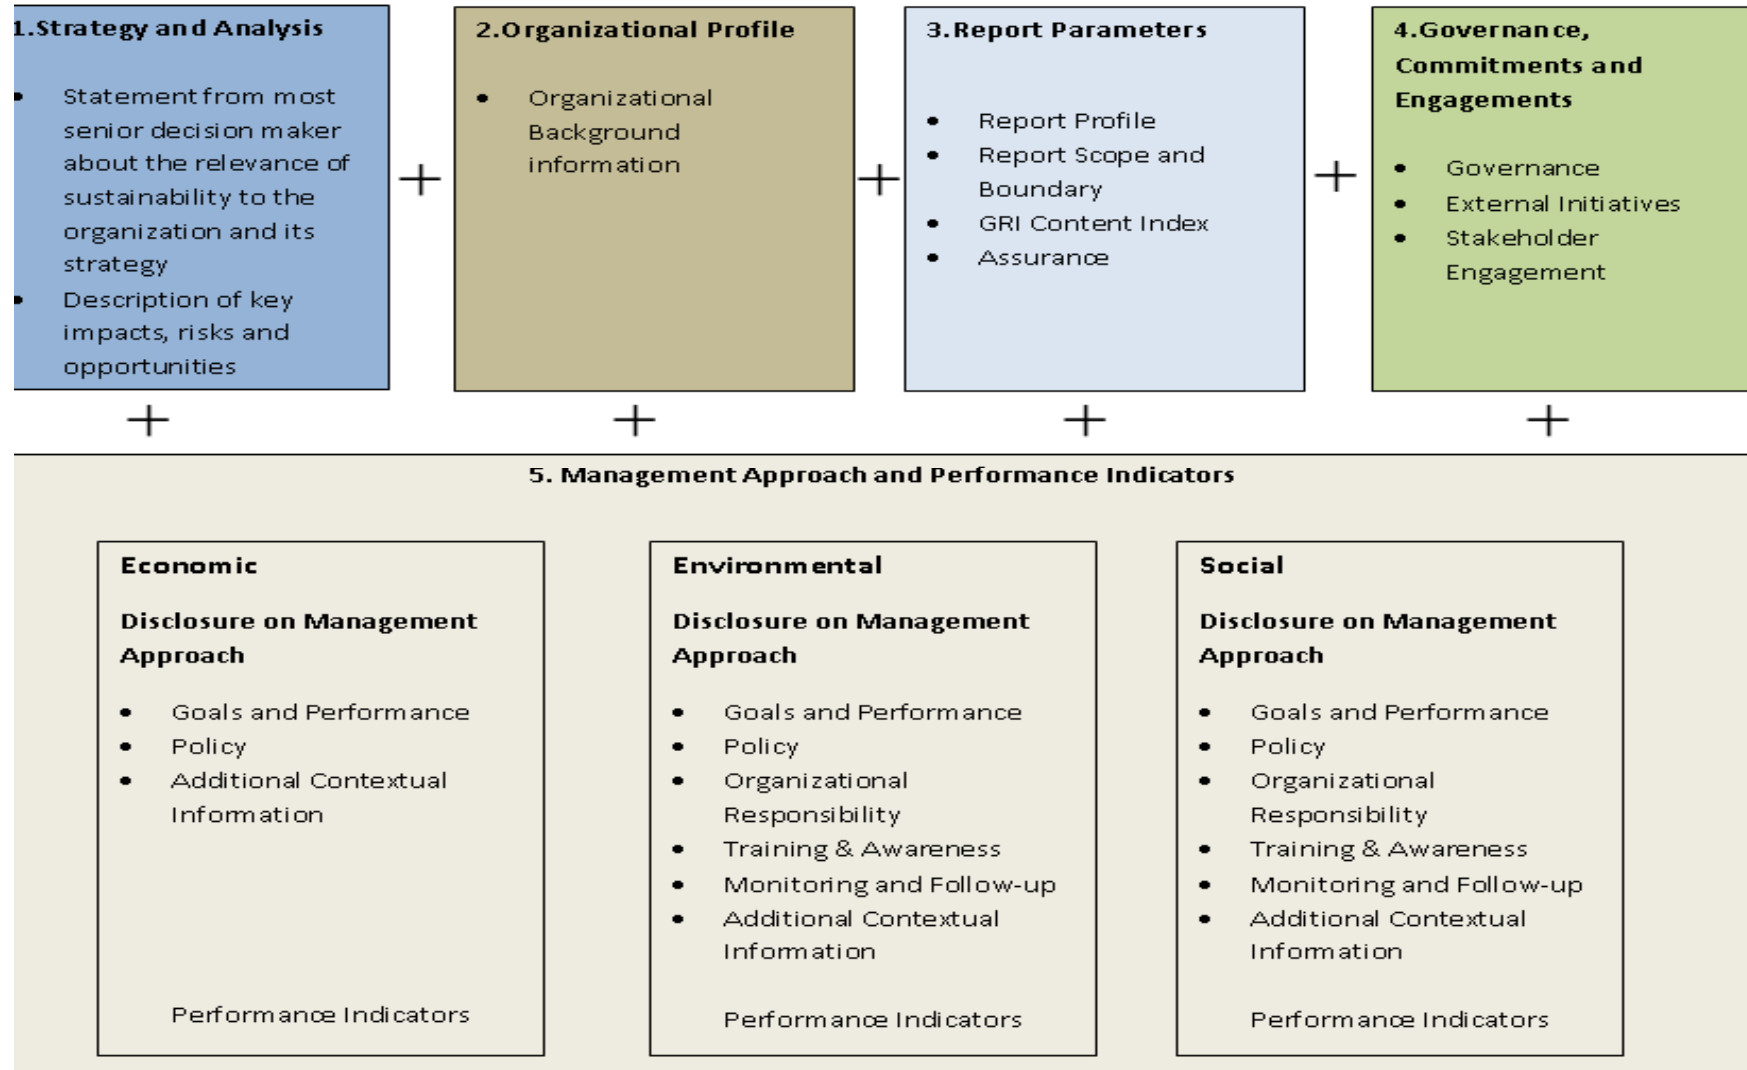 1.Strategy and Analysis
• Statement from most
senior decision maker
about the relevance of
sustainability to the
organization and its
strategy
• Description of key
impacts, risks and
opportunities
+
2.Organizational Profile
• Organizational
Background
information
+
3.Report Parameters
• Report Profile
• Report Scope and
Boundary
• GRI Content Index
• Assurance
+
4.Governance,
Commitments and
Engagements
• Governance
• External Initiatives
• Stakeholder
Engagement
+ + + +
5. Management Approach and Performance Indicators
Economic
Disclosure on Management
Approach
• Goals and Performance
• Policy
• Additional Contextual
Information
Performance Indicators
Environmental
Disclosure on Management
Approach
• Goals and Performance
• Policy
• Organizational
Responsibility
• Training & Awareness
• Monitoring and Follow-up
• Additional Contextual
Information
Performance Indicators
Social
Disclosure on Management
Approach
• Goals and Performance
• Policy
• Organizational
Responsibility
• Training & Awareness
• Monitoring and Follow-up
• Additional Contextual
Information
Performance Indicators